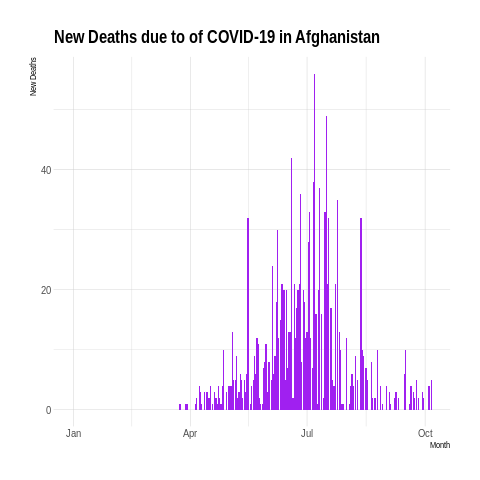 New Deaths due to of COVID-19 in Afghanistan
New Deaths
40
20
0
Jan Apr Jul Oct
Month